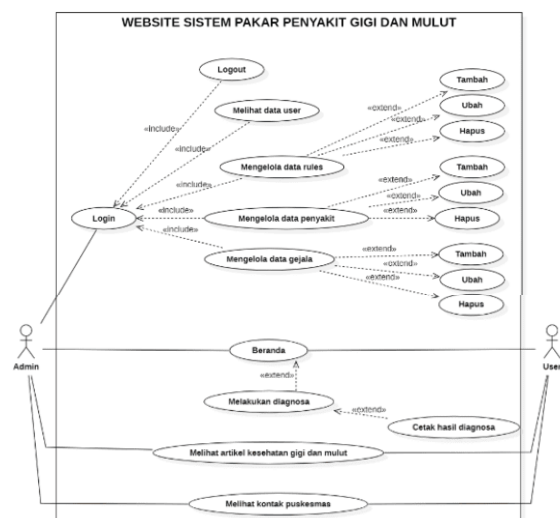 WEBSITE SISTEM PAKAR PENYAKIT GIGI DAN MULUT
Logout
Tambah
Melihat data user
«extend»
Ubah
«extend»
«include»
«extend»
Hapus
«include»
Mengelola data rules
Tambah
«include»
«extend»
Ubah
«extend»
Login
«include»
Mengelola data penyakit
«extend»
Hapus
«include»
Mengelola data gejala
«extend»
Tambah
«extend»
Ubah
«extend»
Hapus
Admin
Beranda
User
«extend»
Melakukan diagnosa
«extend»
Cetak hasil diagnosa
Melihat artikel kesehatan gigi dan mulut
Melihat kontak puskesmas